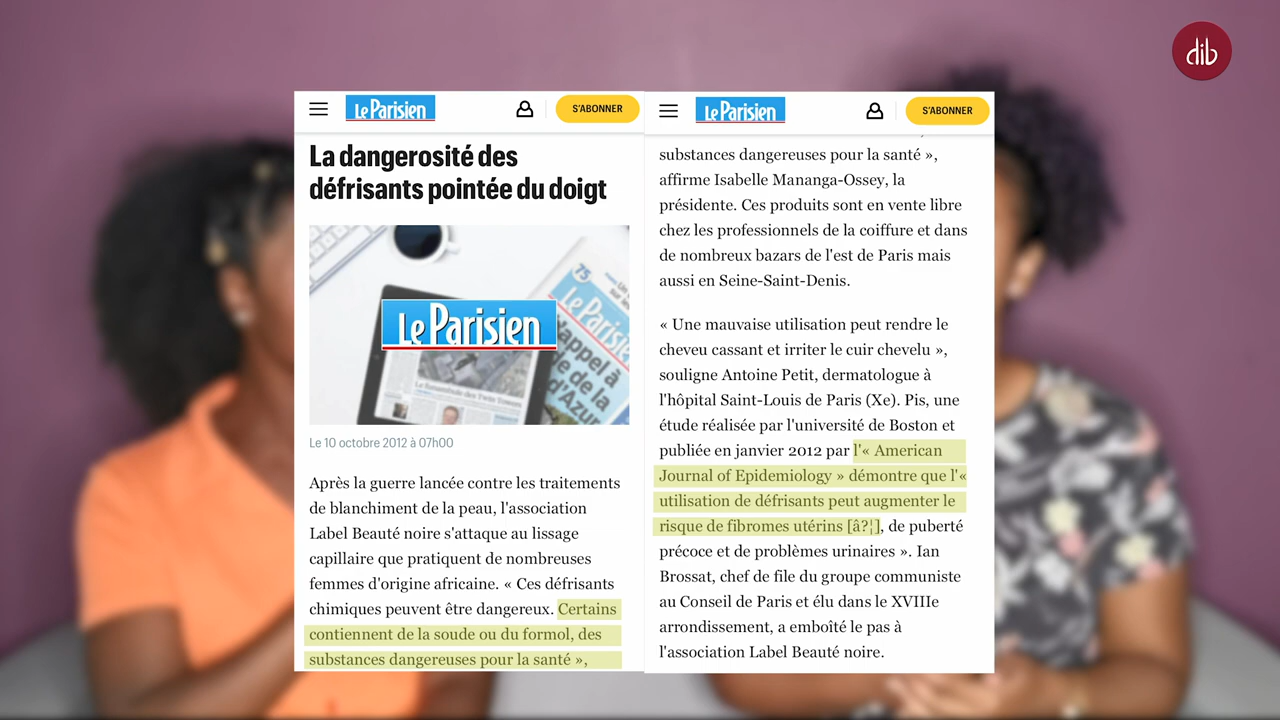 dib
Le Parisien
S'ABONNER
La dangerosité des
défrisants pointée du doigt
75
Le Parisien
Le Parisien
l'appel à
de la
d'Azur
Le 10 octobre 2012 à 07h00
Après la guerre lancée contre les traitements
de blanchiment de la peau, l'association
Label Beauté noire s'attaque au lissage
capillaire que pratiquent de nombreuses
femmes d'origine africaine. « Ces défrisants
chimiques peuvent être dangereux. Certains
contiennent de la soude ou du formol, des
substances dangereuses pour la santé »,
Le Parisien
S'ABONNER
substances dangereuses pour la santé »,
affirme Isabelle Mananga-Ossey, la
présidente. Ces produits sont en vente libre
chez les professionnels de la coiffure et dans
de nombreux bazars de l'est de Paris mais
aussi en Seine-Saint-Denis.
« Une mauvaise utilisation peut rendre le
cheveu cassant et irriter le cuir chevelu »,
souligne Antoine Petit, dermatologue à
l'hôpital Saint-Louis de Paris (Xe). Pis, une
étude réalisée par l'université de Boston et
publiée en janvier 2012 par l'« American
Journal of Epidemiology » démontre que l'«
utilisation de défrisants peut augmenter le
risque de fibromes utérins [â?¦], de puberté
précoce et de problèmes urinaires ». Ian
Brossat, chef de file du groupe communiste
au Conseil de Paris et élu dans le XVIIIe
arrondissement, a emboîté le pas à
l'association Label Beauté noire.